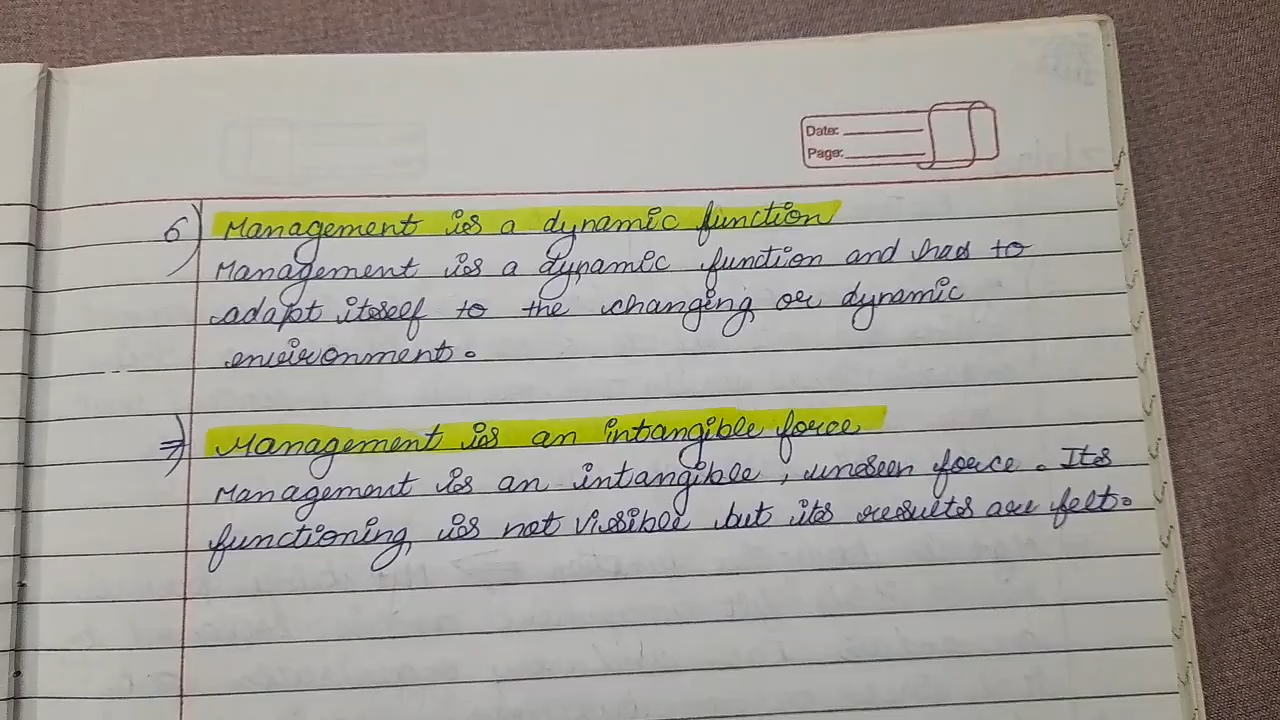 Date:
Page:
6) Management is a dynamic function
Management is a dynamic function and has to
adapt itself to the changing or dynamic
environment.
7) Management is an intangible force
Management is an intangible, unseen force. Its
functioning is not visible but its results are felt.